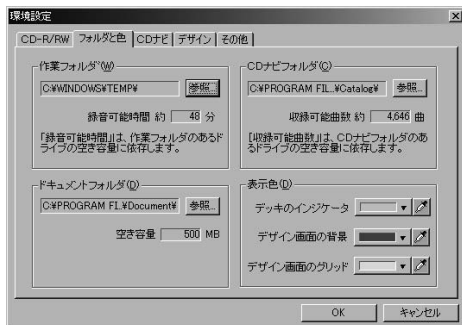 環境設定
CD-R/RW フォルダと色 CDナビ デザイン その他
作業フォルダ(W)
C:¥WINDOWS¥TEMP¥ 参照...
録音可能時間 約 48 分
「録音可能時間」は、作業フォルダのあるド
ライブの空き容量に依存します。
CDナビフォルダ(C)
C:¥PROGRAM FIL...¥Catalog¥ 参照...
収録可能曲数 約 4,646 曲
「収録可能曲数」は、CDナビフォルダのあ
るドライブの空き容量に依存します。
ドキュメントフォルダ(D)
C:¥PROGRAM FI...¥Document¥ 参照...
空き容量 500 MB
表示色(D)
デッキのインジケータ
デザイン画面の背景
デザイン画面のグリッド
OK キャンセル